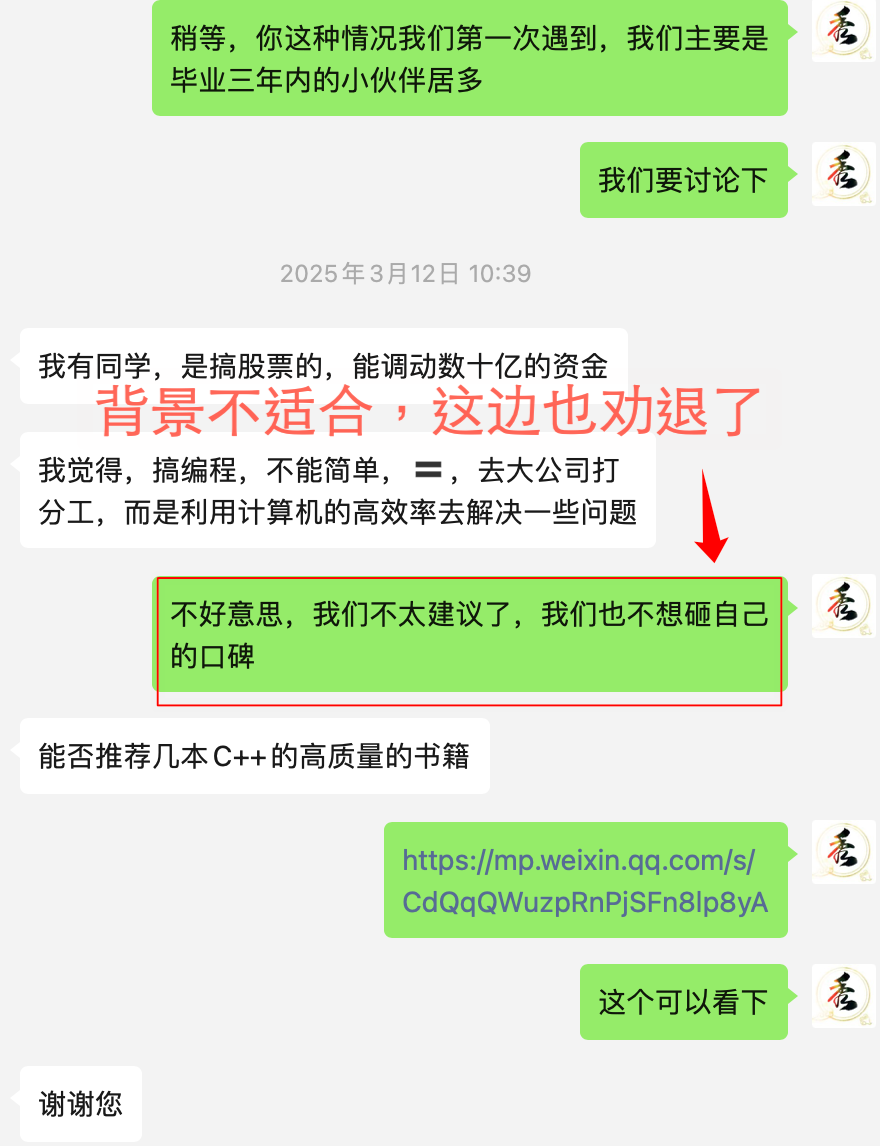 稍等，你这种情况我们第一次遇到，我们主要是
毕业三年内的小伙伴居多
秀
我们要讨论下
秀
2025年3月12日 10:39
我有同学，是搞股票的，能调动数十亿的资金
背景不适合，这边也劝退了
我觉得，搞编程，不能简单，〓，去大公司打
分工，而是利用计算机的高效率去解决一些问题
不好意思，我们不太建议了，我们也不想砸自己
的口碑
秀
能否推荐几本C++的高质量的书籍
https://mp.weixin.qq.com/s/
CdQqQWuzpRnPjSFn8lp8yA
秀
这个可以看下
秀
谢谢您